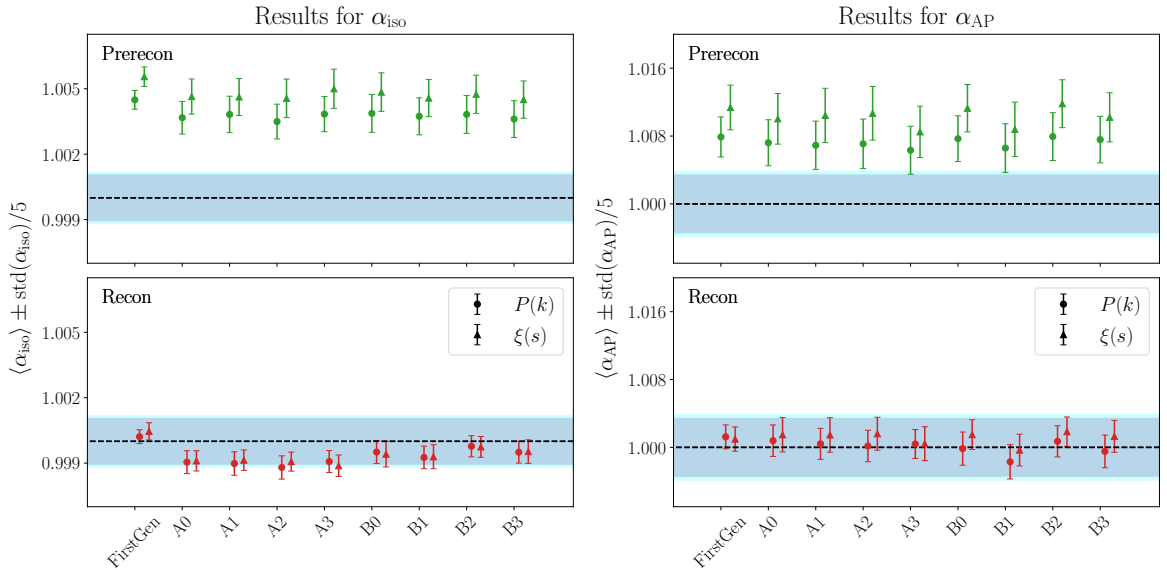 Results for α_iso
Prerecon
1.005
1.002
0.999
Recon
P(k)
ξ(s)
1.005
1.002
0.999
⟨α_iso⟩ ± std(α_iso)/5
FirstGen
A0
A1
A2
A3
B0
B1
B2
B3
Results for α_AP
Prerecon
1.016
1.008
1.000
Recon
P(k)
ξ(s)
1.016
1.008
1.000
⟨α_AP⟩ ± std(α_AP)/5
FirstGen
A0
A1
A2
A3
B0
B1
B2
B3